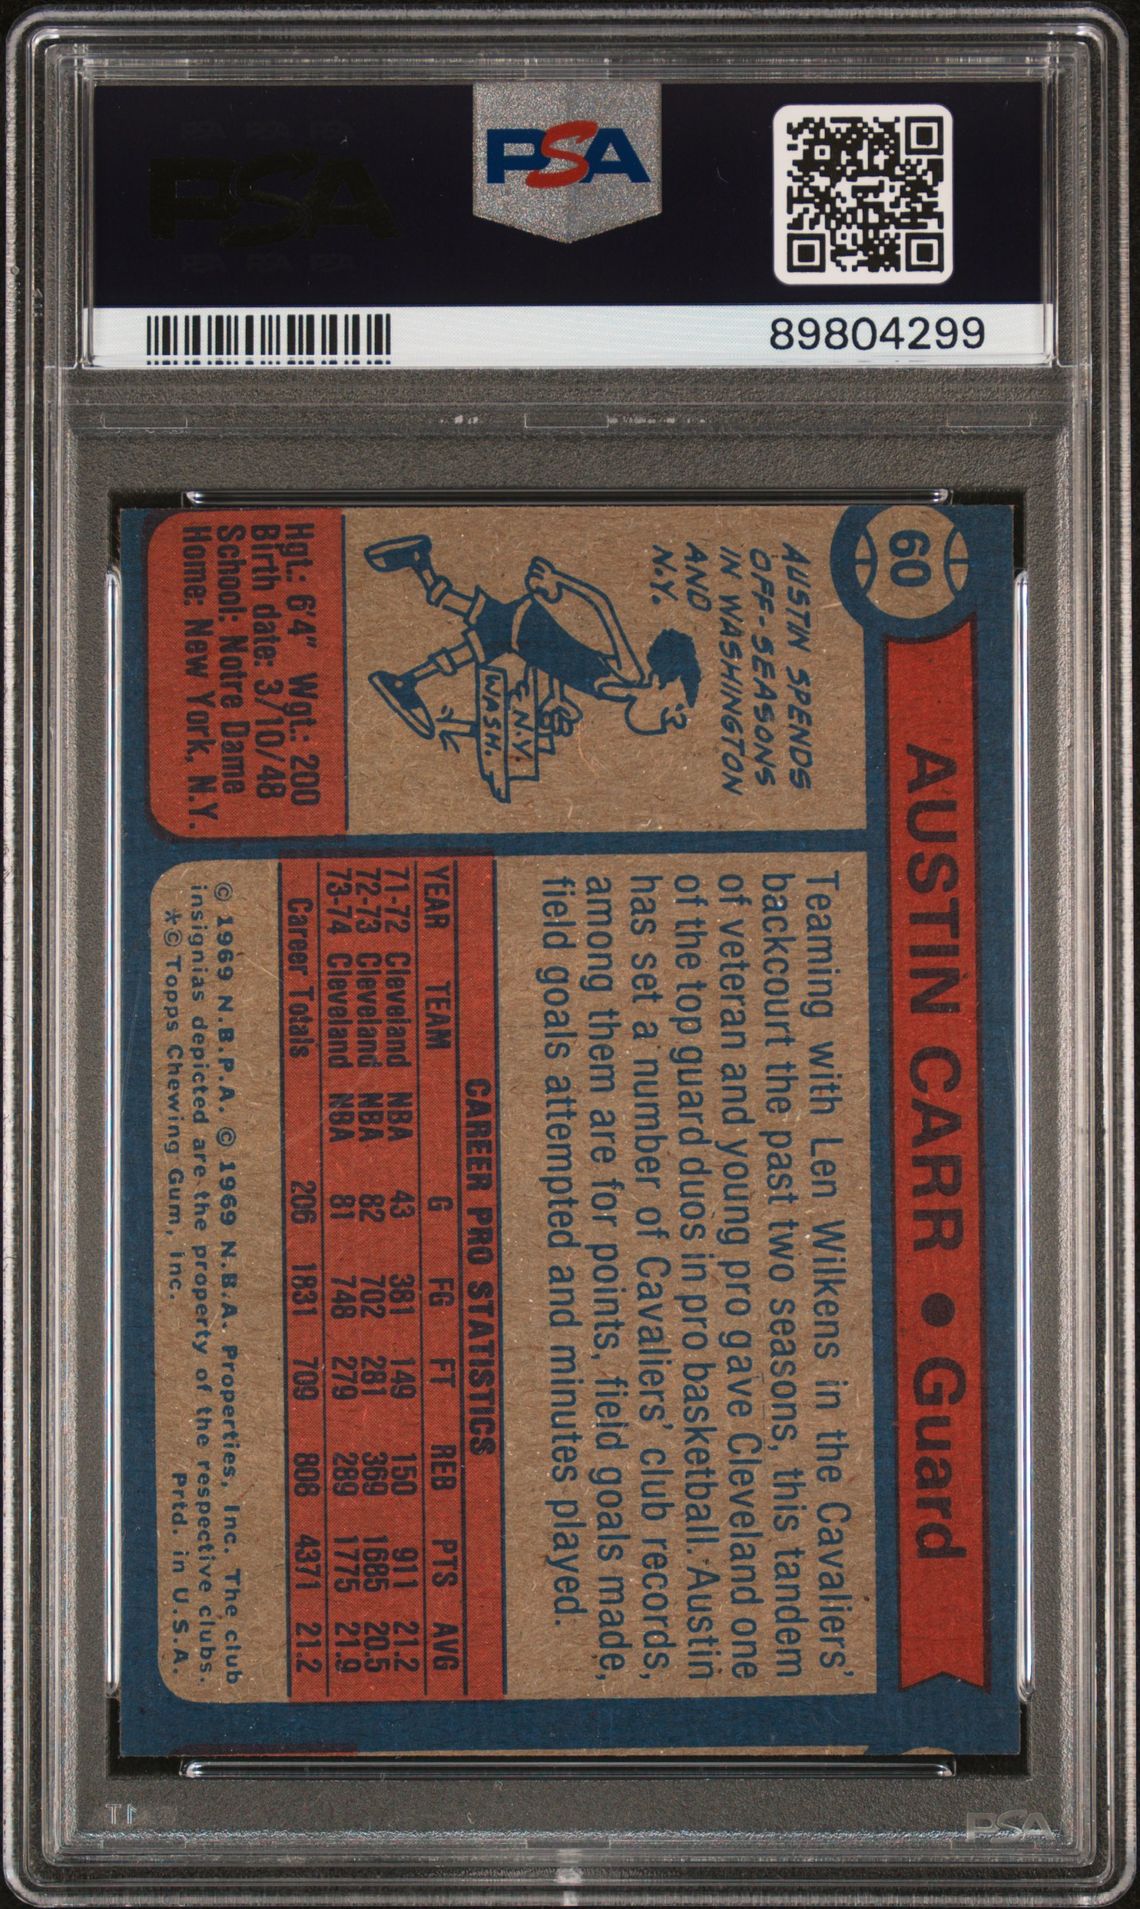 PSA
PSA
89804299
60
AUSTIN CARR • Guard
AUSTIN SPENDS
OFF-SEASONS
IN WASHINGTON
AND
N.Y.
N.Y.
WASH.
Hgt.: 6'4" Wgt.: 200
Birth date: 3/10/48
School: Notre Dame
Home: New York, N.Y.
Teaming with Len Wilkens in the Cavaliers'
backcourt the past two seasons, this tandem
of veteran and young pro gave Cleveland one
of the top guard duos in pro basketball. Austin
has set a number of Cavaliers' club records,
among them are for points, field goals made,
field goals attempted and minutes played.
CAREER PRO STATISTICS
YEAR TEAM G FG FT REB PTS AVG
71-72 Cleveland NBA 43 381 149 150 911 21.2
72-73 Cleveland NBA 82 702 281 369 1685 20.5
73-74 Cleveland NBA 81 748 279 289 1775 21.9
Career Totals 206 1831 709 808 4371 21.2
© 1969 N.B.P.A. © 1969 N.B.A. Properties, Inc. The club
insignias depicted are the property of the respective clubs.
*© Topps Chewing Gum, Inc. Prtd. in U.S.A.
PSA